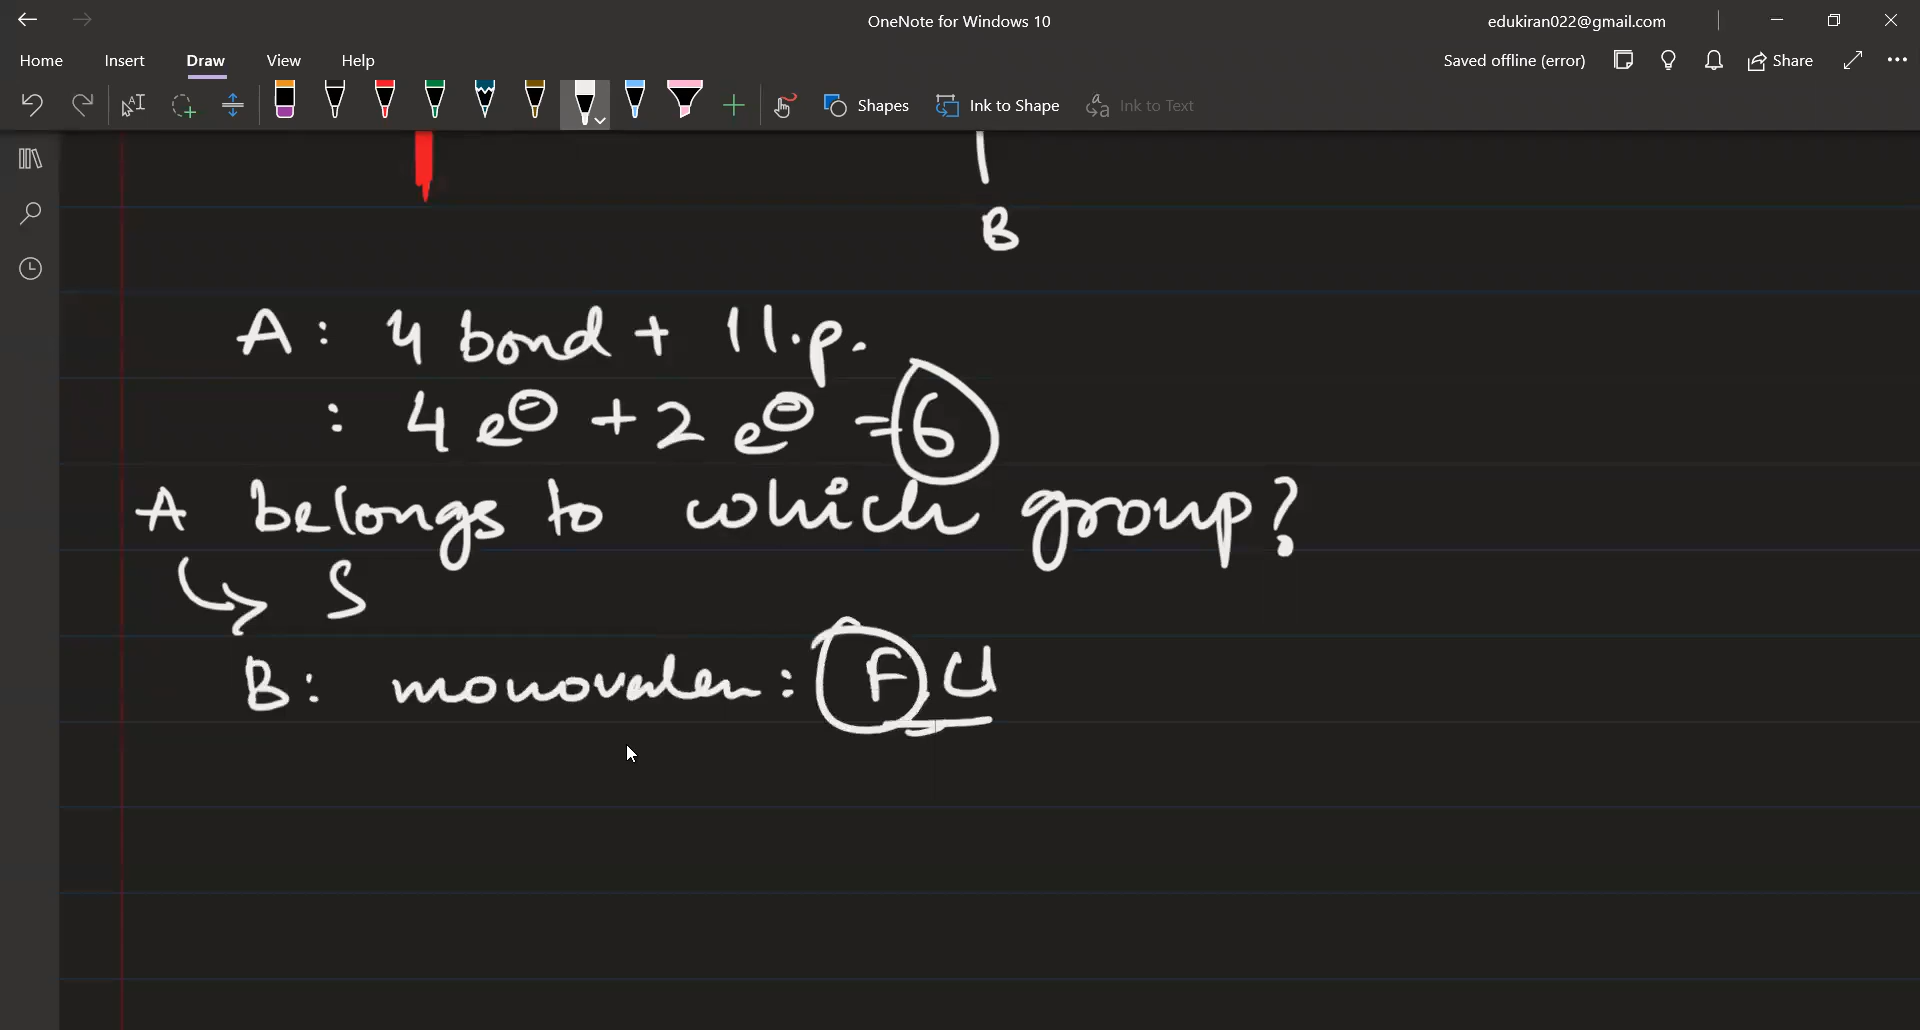 OneNote for Windows 10
edukiran022@gmail.com
Home Insert Draw View Help
Saved offline (error) Share
Shapes Ink to Shape Ink to Text
B
A : 4 bond + 1 l.p.
: 4 e⊖ + 2 e⊖ = 6
A belongs to which group?
↳ S
B : monovalen : F, Cl